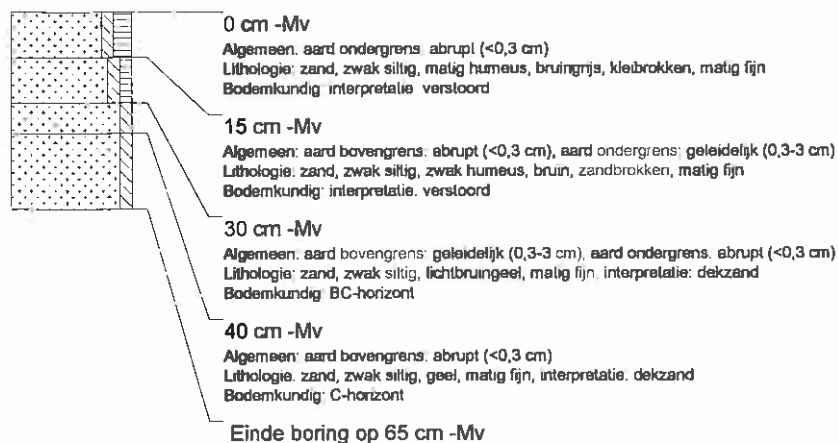 0 cm -Mv
Algemeen: aard ondergrens: abrupt (<0,3 cm)
Lithologie: zand, zwak siltig, matig humeus, bruingrijs, kleibrokken, matig fijn
Bodemkundig: interpretatie: verstoord
15 cm -Mv
Algemeen: aard bovengrens: abrupt (<0,3 cm), aard ondergrens: geleidelijk (0,3-3 cm)
Lithologie: zand, zwak siltig, zwak humeus, bruin, zandbrokken, matig fijn
Bodemkundig: interpretatie: verstoord
30 cm -Mv
Algemeen: aard bovengrens: geleidelijk (0,3-3 cm), aard ondergrens: abrupt (<0,3 cm)
Lithologie: zand, zwak siltig, lichtbruingeel, matig fijn, interpretatie: dekzand
Bodemkundig: BC-horizont
40 cm -Mv
Algemeen: aard bovengrens: abrupt (<0,3 cm)
Lithologie: zand, zwak siltig, geel, matig fijn, interpretatie: dekzand
Bodemkundig: C-horizont
Einde boring op 65 cm -Mv